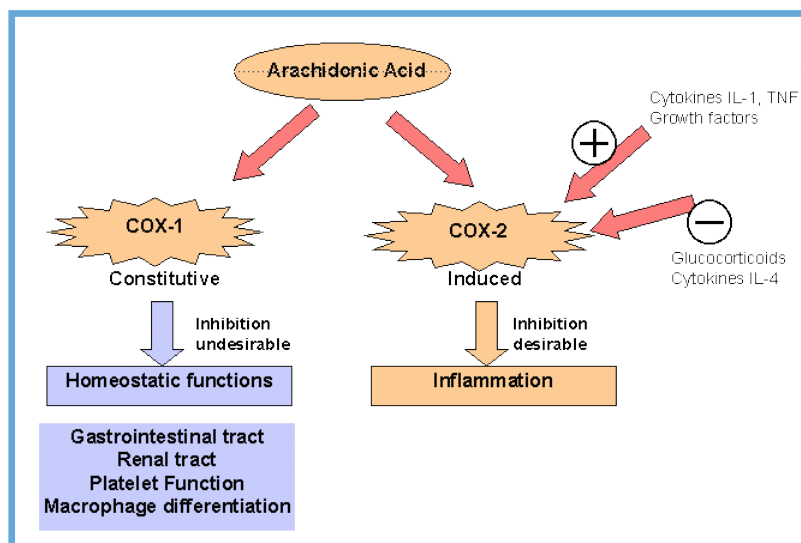 Arachidonic Acid
Cytokines IL-1, TNF
Growth factors
+
COX-1
COX-2
−
Constitutive
Induced
Glucocorticoids
Cytokines IL-4
Inhibition
undesirable
Inhibition
desirable
Homeostatic functions
Inflammation
Gastrointestinal tract
Renal tract
Platelet Function
Macrophage differentiation